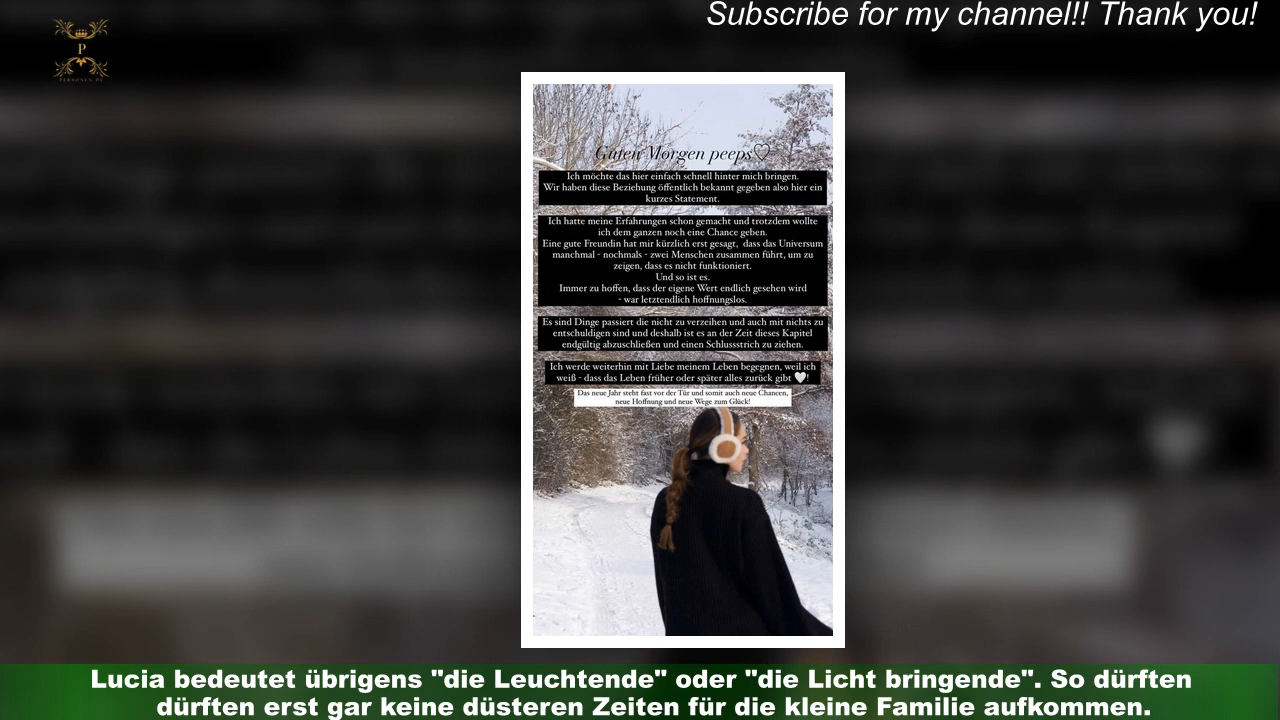 Subscribe for my channel!! Thank you!
P
Guten Morgen peeps♡
Ich möchte das hier einfach schnell hinter mich bringen.
Wir haben diese Beziehung öffentlich bekannt gegeben also hier ein
kurzes Statement.
Ich hatte meine Erfahrungen schon gemacht und trotzdem wollte
ich dem ganzen noch eine Chance geben.
Eine gute Freundin hat mir kürzlich erst gesagt, dass das Universum
manchmal - nochmals - zwei Menschen zusammen führt, um zu
zeigen, dass es nicht funktioniert.
Und so ist es.
Immer zu hoffen, dass der eigene Wert endlich gesehen wird
- war letztendlich hoffnungslos.
Es sind Dinge passiert die nicht zu verzeihen und auch mit nichts zu
entschuldigen sind und deshalb ist es an der Zeit dieses Kapitel
endgültig abzuschließen und einen Schlussstrich zu ziehen.
Ich werde weiterhin mit Liebe meinem Leben begegnen, weil ich
weiß - dass das Leben früher oder später alles zurück gibt 🤍!
Das neue Jahr steht fast vor der Tür und somit auch neue Chancen,
neue Hoffnung und neue Wege zum Glück!
Lucia bedeutet übrigens "die Leuchtende" oder "die Licht bringende". So dürften
dürften erst gar keine düsteren Zeiten für die kleine Familie aufkommen.